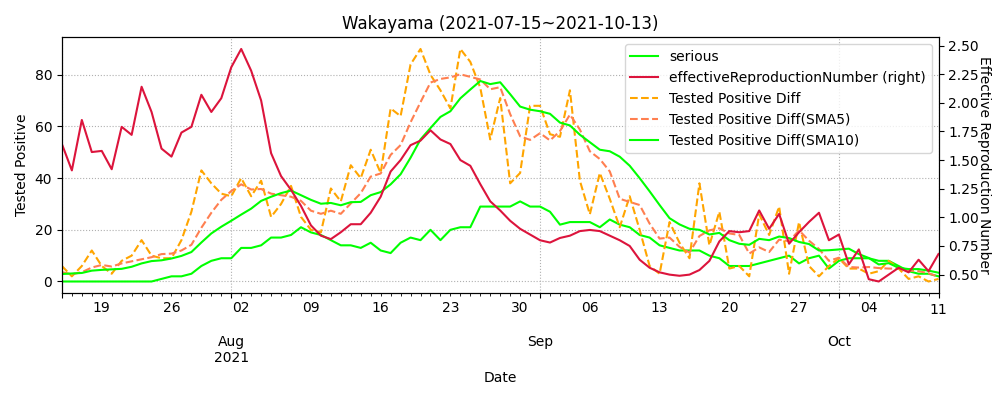 Wakayama (2021-07-15~2021-10-13)
serious
effectiveReproductionNumber (right)
Tested Positive Diff
Tested Positive Diff(SMA5)
Tested Positive Diff(SMA10)
Tested Positive
80
60
40
20
0
2.50
2.25
2.00
1.75
1.50
1.25
1.00
0.75
0.50
Effective Reproduction Number
19 26 02 09 16 23 30 06 13 20 27 04 11
Aug Sep Oct
2021
Date